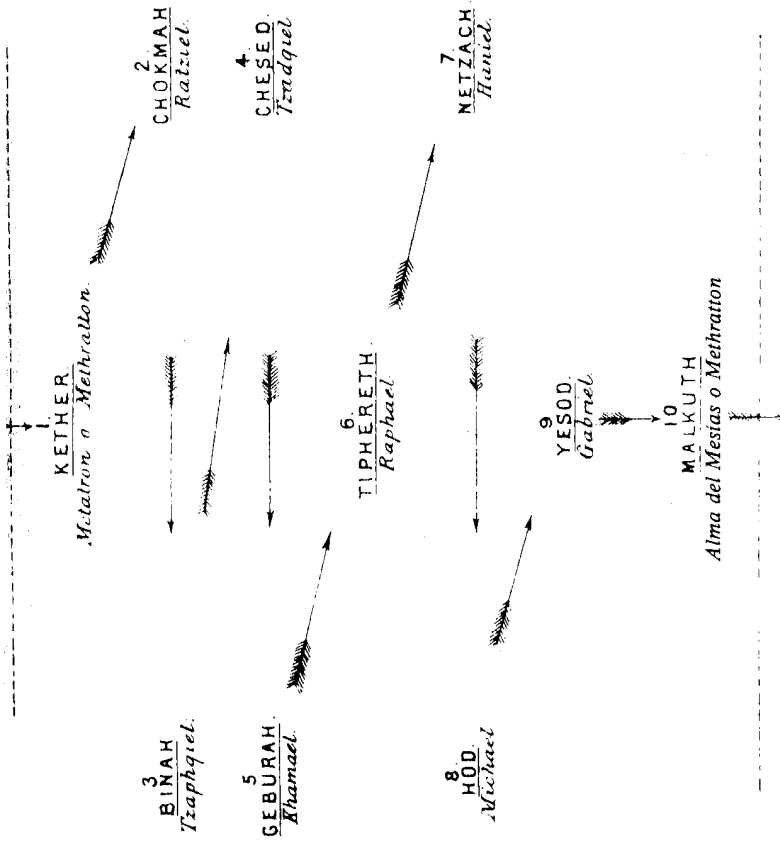 1.
KETHER.
Metatron o Methratton.
2
CHOKMAH
Ratziel.
3
BINAH
Tzaphqiel.
4
CHESED.
Tzadqiel
5
GEBURAH.
Khamael.
6
TIPHERETH
Raphael
7
NETZACH
Haniel
8.
HOD
Michael
9
YESOD.
Gabriel
10
MALKUTH
Alma del Mesías o Methratton